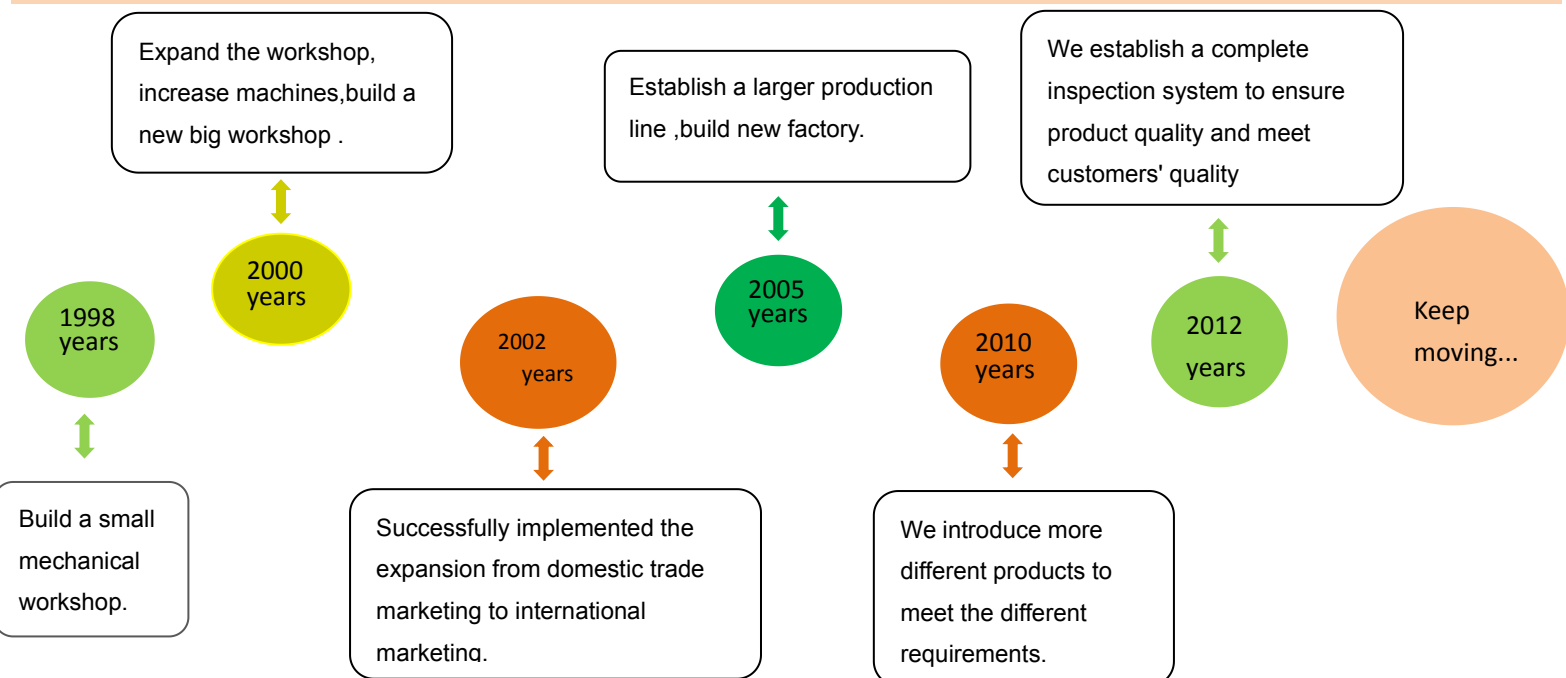 Expand the workshop,
increase machines,build a
new big workshop .
Establish a larger production
line ,build new factory.
We establish a complete
inspection system to ensure
product quality and meet
customers' quality
1998
years
2000
years
2002
years
2005
years
2010
years
2012
years
Keep
moving...
Build a small
mechanical
workshop.
Successfully implemented the
expansion from domestic trade
marketing to international
marketing.
We introduce more
different products to
meet the different
requirements.